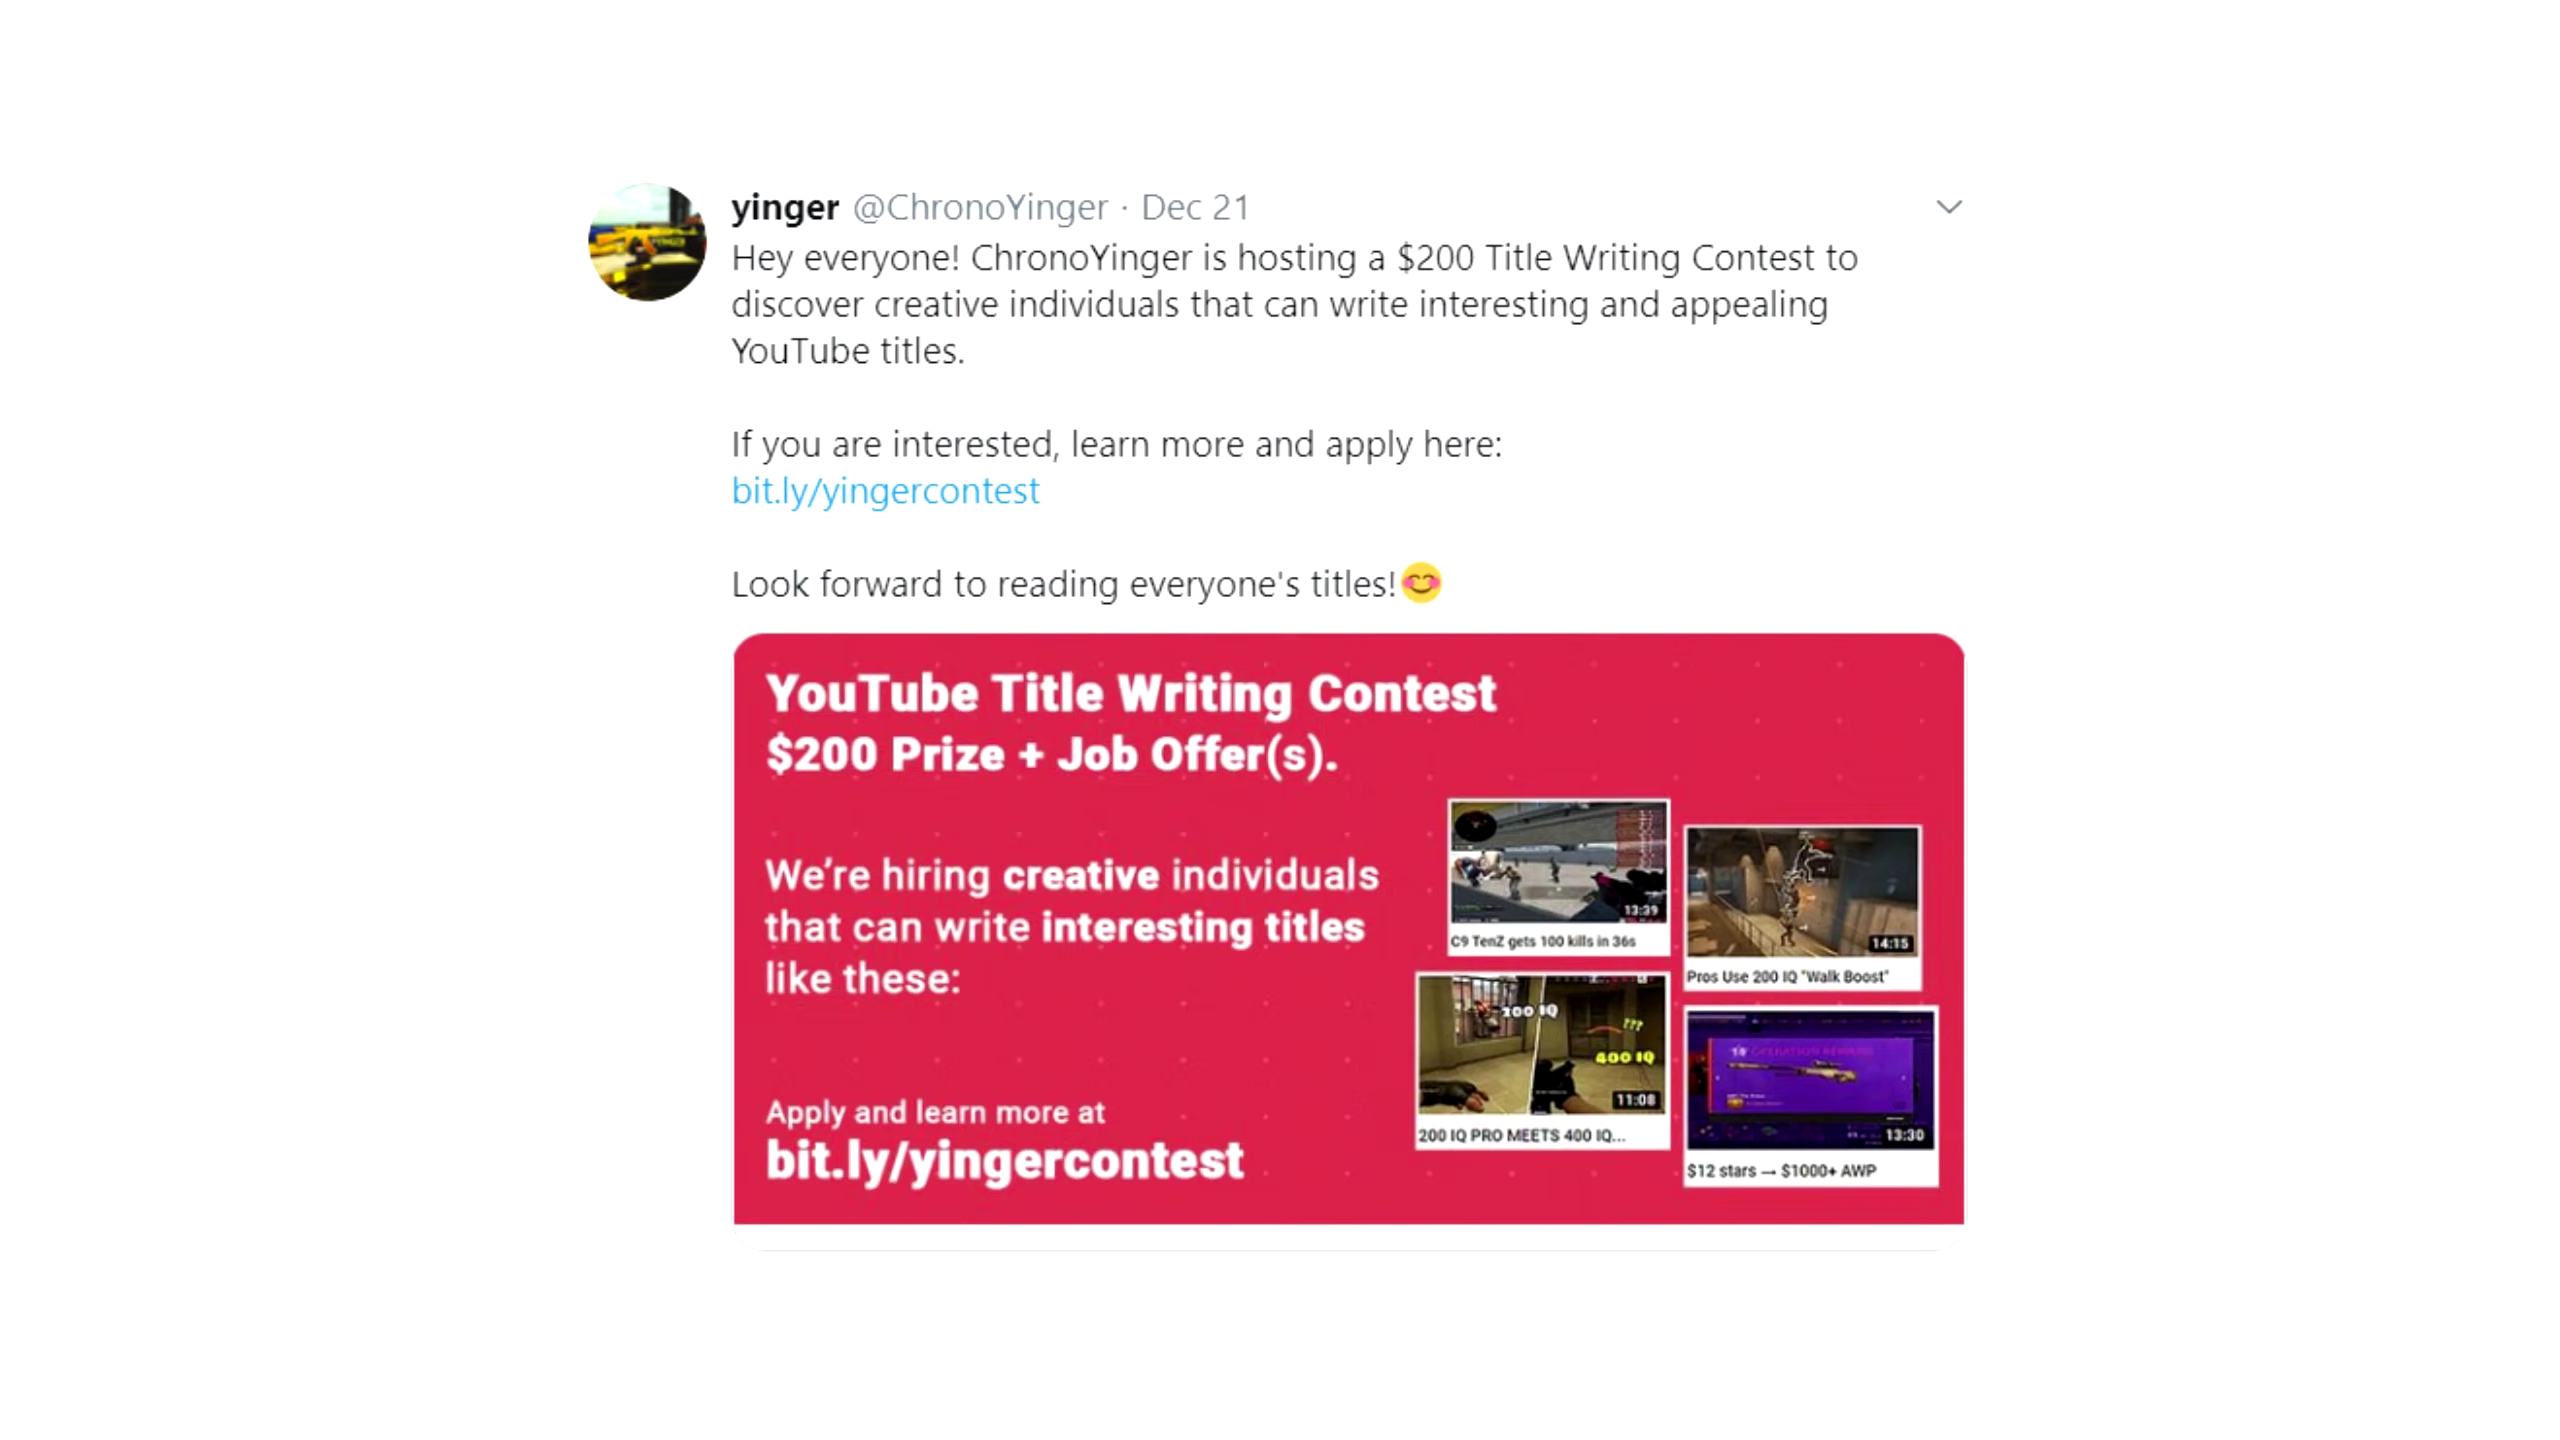 yinger @ChronoYinger · Dec 21
Hey everyone! ChronoYinger is hosting a $200 Title Writing Contest to
discover creative individuals that can write interesting and appealing
YouTube titles.
If you are interested, learn more and apply here:
bit.ly/yingercontest
Look forward to reading everyone's titles!😊
YouTube Title Writing Contest
$200 Prize + Job Offer(s).
We're hiring creative individuals
that can write interesting titles
like these:
Apply and learn more at
bit.ly/yingercontest
13:39
C9 TenZ gets 100 kills in 36s
14:15
Pros Use 200 IQ "Walk Boost"
200 IQ
???
400 IQ
11:08
200 IQ PRO MEETS 400 IQ...
OPERATION REWARD
13:30
$12 stars → $1000+ AWP